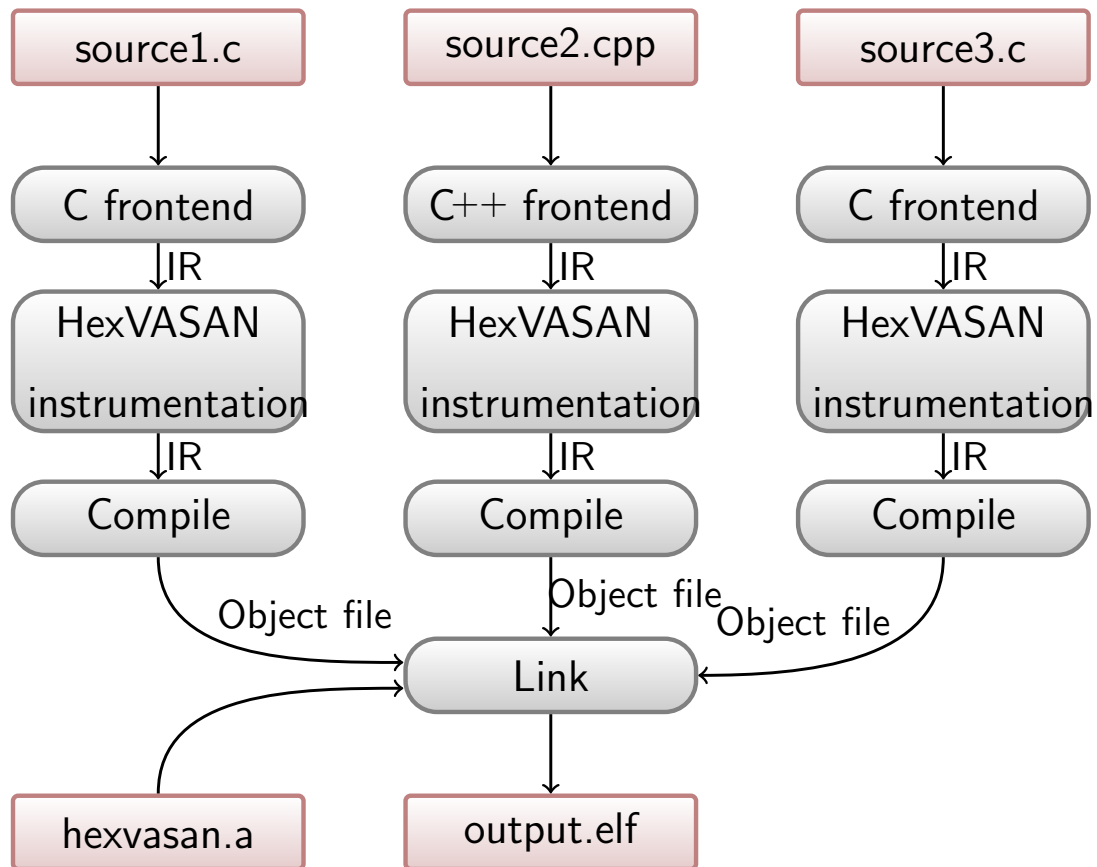 source1.c
source2.cpp
source3.c
C frontend
C++ frontend
C frontend
IR
IR
IR
HexVASAN
instrumentation
HexVASAN
instrumentation
HexVASAN
instrumentation
IR
IR
IR
Compile
Compile
Compile
Object file
Object file
Object file
Link
hexvasan.a
output.elf